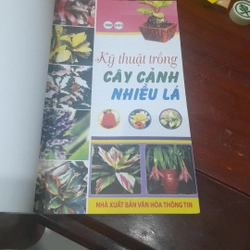 Kỹ thuật trồng
CÂY CẢNH
NHIỀU LÁ
NHÀ XUẤT BẢN VĂN HÓA THÔNG TIN